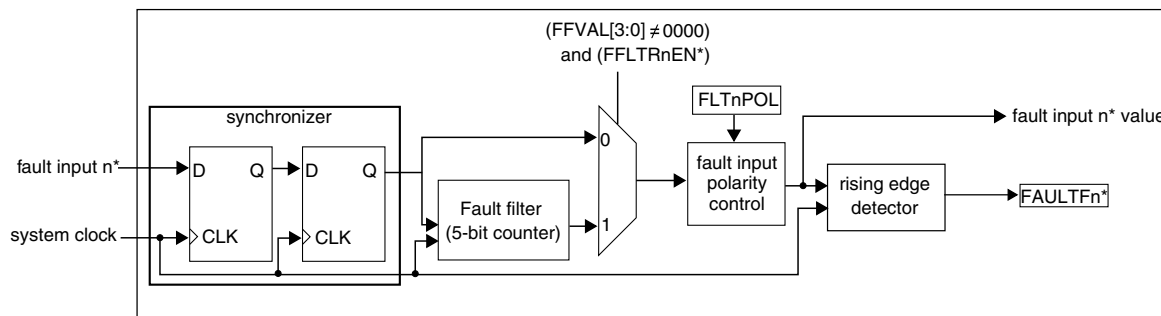 (FFVAL[3:0] ≠ 0000)
and (FFLTRnEN*)
synchronizer
FLTnPOL
fault input n* value
fault input n*
D Q D Q
0
fault input
polarity
control
rising edge
detector
FAULTFn*
Fault filter
(5-bit counter)
1
system clock
CLK CLK